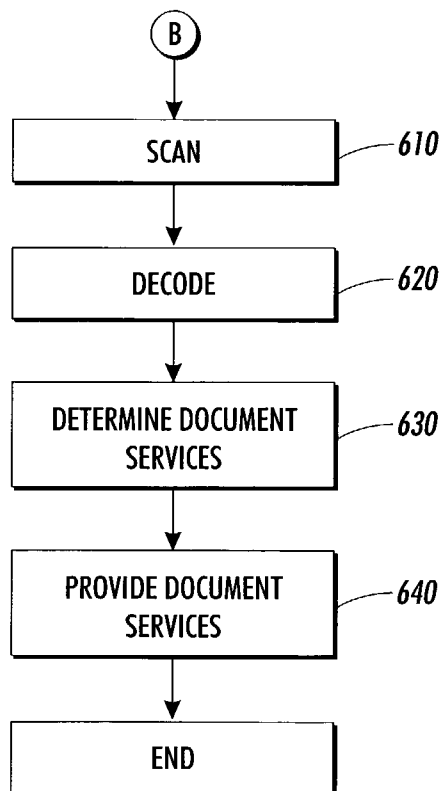 B
SCAN
610
DECODE
620
DETERMINE DOCUMENT
SERVICES
630
PROVIDE DOCUMENT
SERVICES
640
END